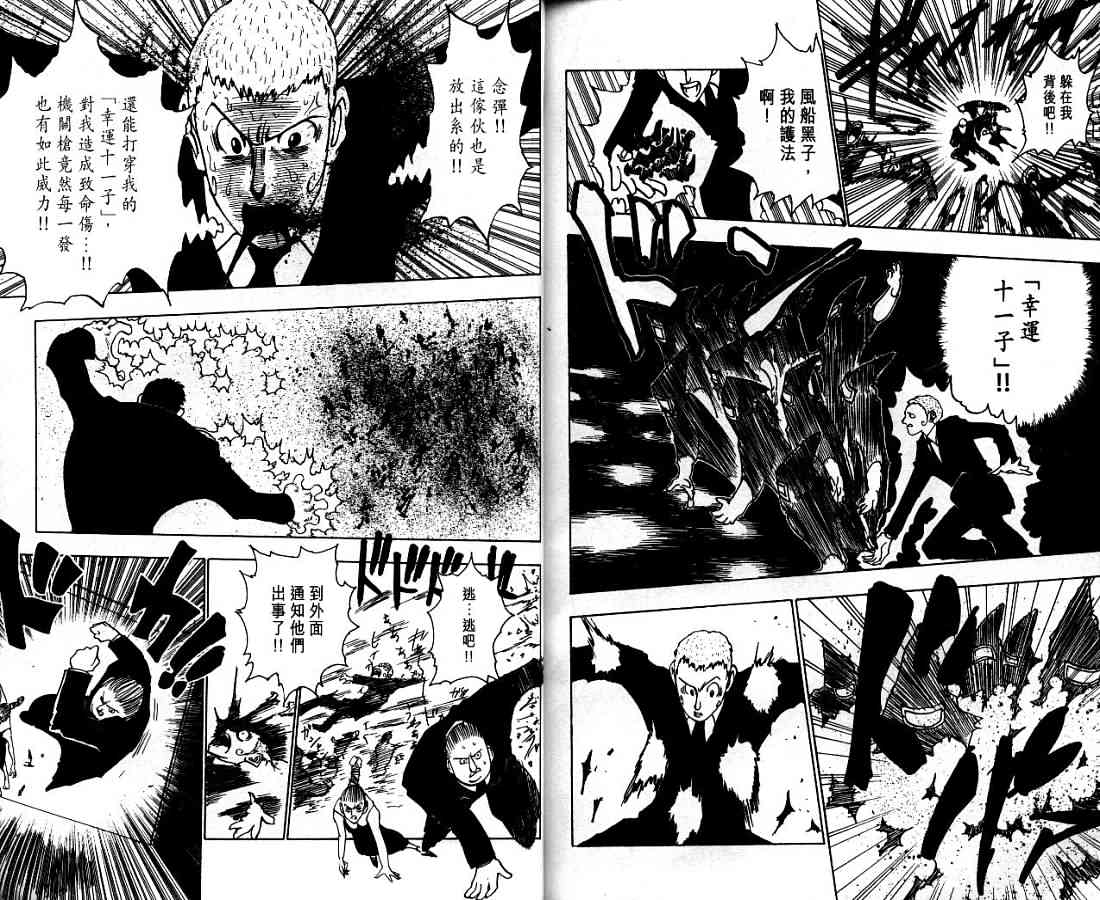 躲在我
背後吧!!
風船黑子，
我的護法
啊！
「幸運
十一子」!!
念彈!!
這傢伙也是
放出系的!!
還能打穿我的
「幸運十一子」，
對我造成致命傷…!!
機關槍竟然每一發
也有如此威力!!
逃…逃吧!!
到外面
通知他們
出事了!!